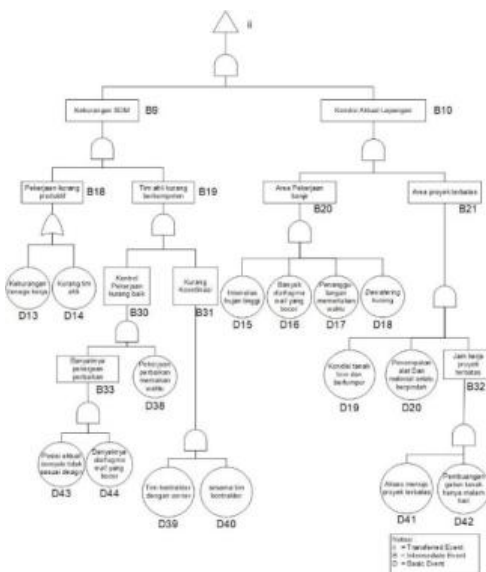 ii
Kekurangan SDM
B9
Kondisi Aktual Lapangan
B10
Pekerjaan kurang
produktif
B18
Tim ahli kurang
berkompeten
B19
Area Pekerjaan
banjir
B20
Area proyek terbatas
B21
Kekurangan
tenaga kerja
D13
Kurang tim
ahli
D14
Kontrol
Pekerjaan
kurang baik
B30
Kurang
Koordinasi
B31
Intensitas
hujan tinggi
D15
Banyak
diafragma
wall yang
bocor
D16
Penanggu
langan
memerlukan
waktu
D17
Dewatering
kurang
D18
Banyaknya
pekerjaan
perbaikan
B33
Pekerjaan
perbaikan
memakan
waktu
D38
Kondisi tanah
dan
berlumpur
D19
alat Dan
material selalu
berpindah
D20
Jam kerja
proyek
terbatas
B32
Posisi aktual
tidak
sesuai design
D43
Banyaknya
diafragma
wall yang
bocor
D44
Tim kontraktor
dengan owner
D39
sesama tim
kontraktor
D40
Akses menuju
proyek terbatas
D41
Pembuangan
galian tanah
hanya malam
hari
D42
Notasi
= Transferred Event
B = Intermediate Event
D = Basic Event